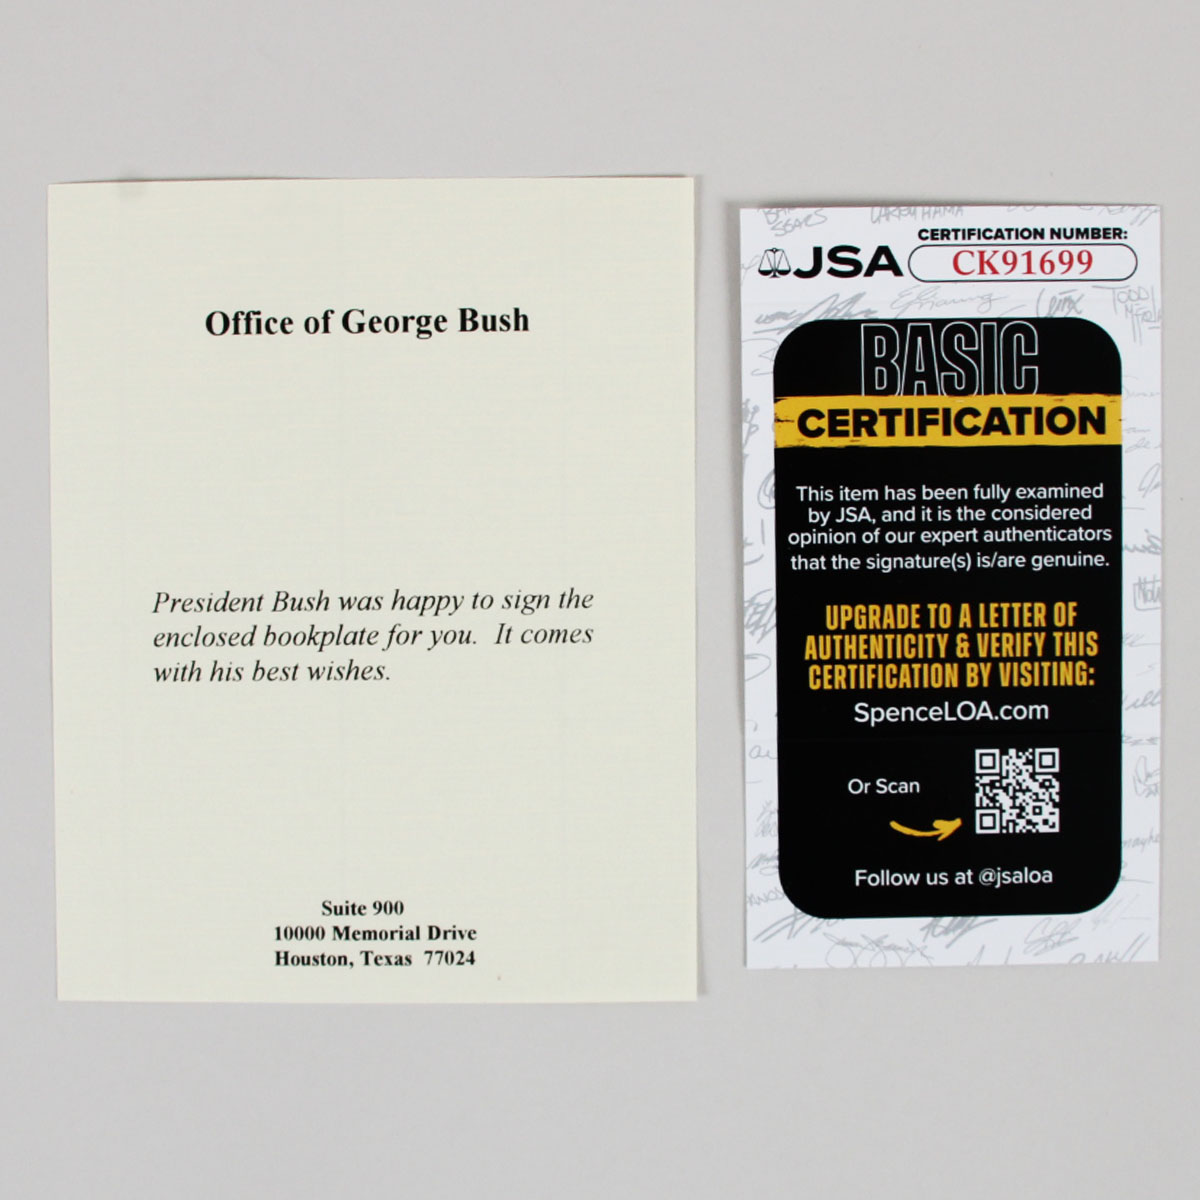 Office of George Bush
President Bush was happy to sign the
enclosed bookplate for you.  It comes
with his best wishes.
Suite 900
10000 Memorial Drive
Houston, Texas  77024
SEARS
LARRY HAMA
CERTIFICATION NUMBER:
JSA CK91699
TODD
BASIC
CERTIFICATION
This item has been fully examined
by JSA, and it is the considered
opinion of our expert authenticators
that the signature(s) is/are genuine.
UPGRADE TO A LETTER OF
AUTHENTICITY & VERIFY THIS
CERTIFICATION BY VISITING:
SpenceLOA.com
Or Scan
Follow us at @jsaloa